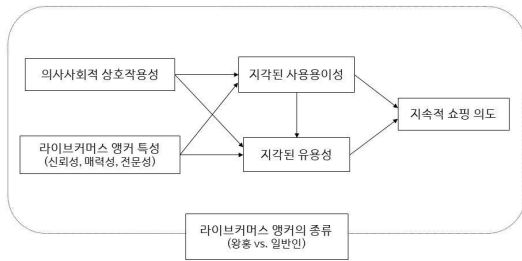 의사사회적 상호작용성
지각된 사용용이성
지속적 쇼핑 의도
라이브커머스 앵커 특성
(신뢰성, 매력성, 전문성)
지각된 유용성
라이브커머스 앵커의 종류
(왕홍 vs. 일반인)